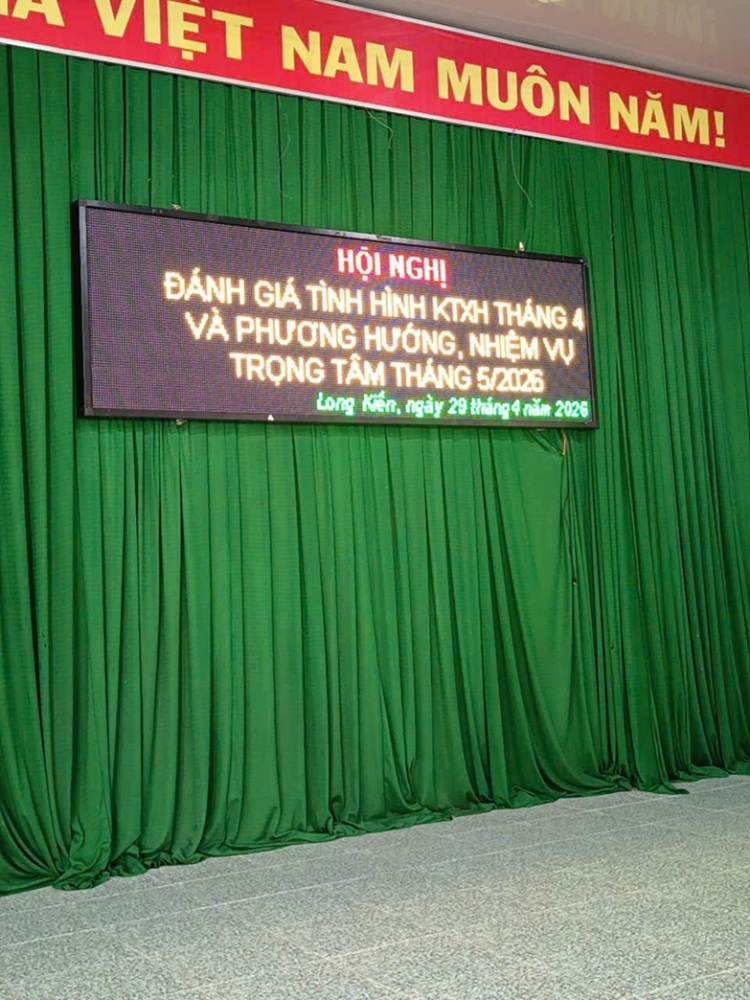 VIỆT NAM MUÔN NĂM!
HỘI NGHỊ
ĐÁNH GIÁ TÌNH HÌNH KTXH THÁNG 4
VÀ PHƯƠNG HƯỚNG, NHIỆM VỤ
TRỌNG TÂM THÁNG 5/2026
Long Kiến, ngày 29 tháng 4 năm 2026